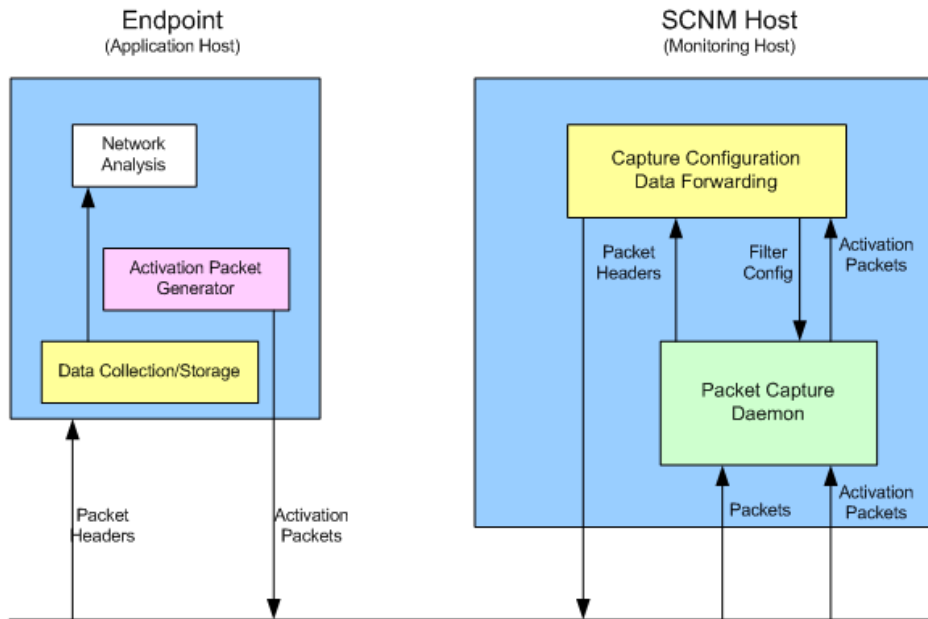 Endpoint
(Application Host)
SCNM Host
(Monitoring Host)
Network
Analysis
Activation Packet
Generator
Data Collection/Storage
Packet
Headers
Activation
Packets
Capture Configuration
Data Forwarding
Packet
Headers
Filter
Config
Activation
Packets
Packet Capture
Daemon
Packets
Activation
Packets